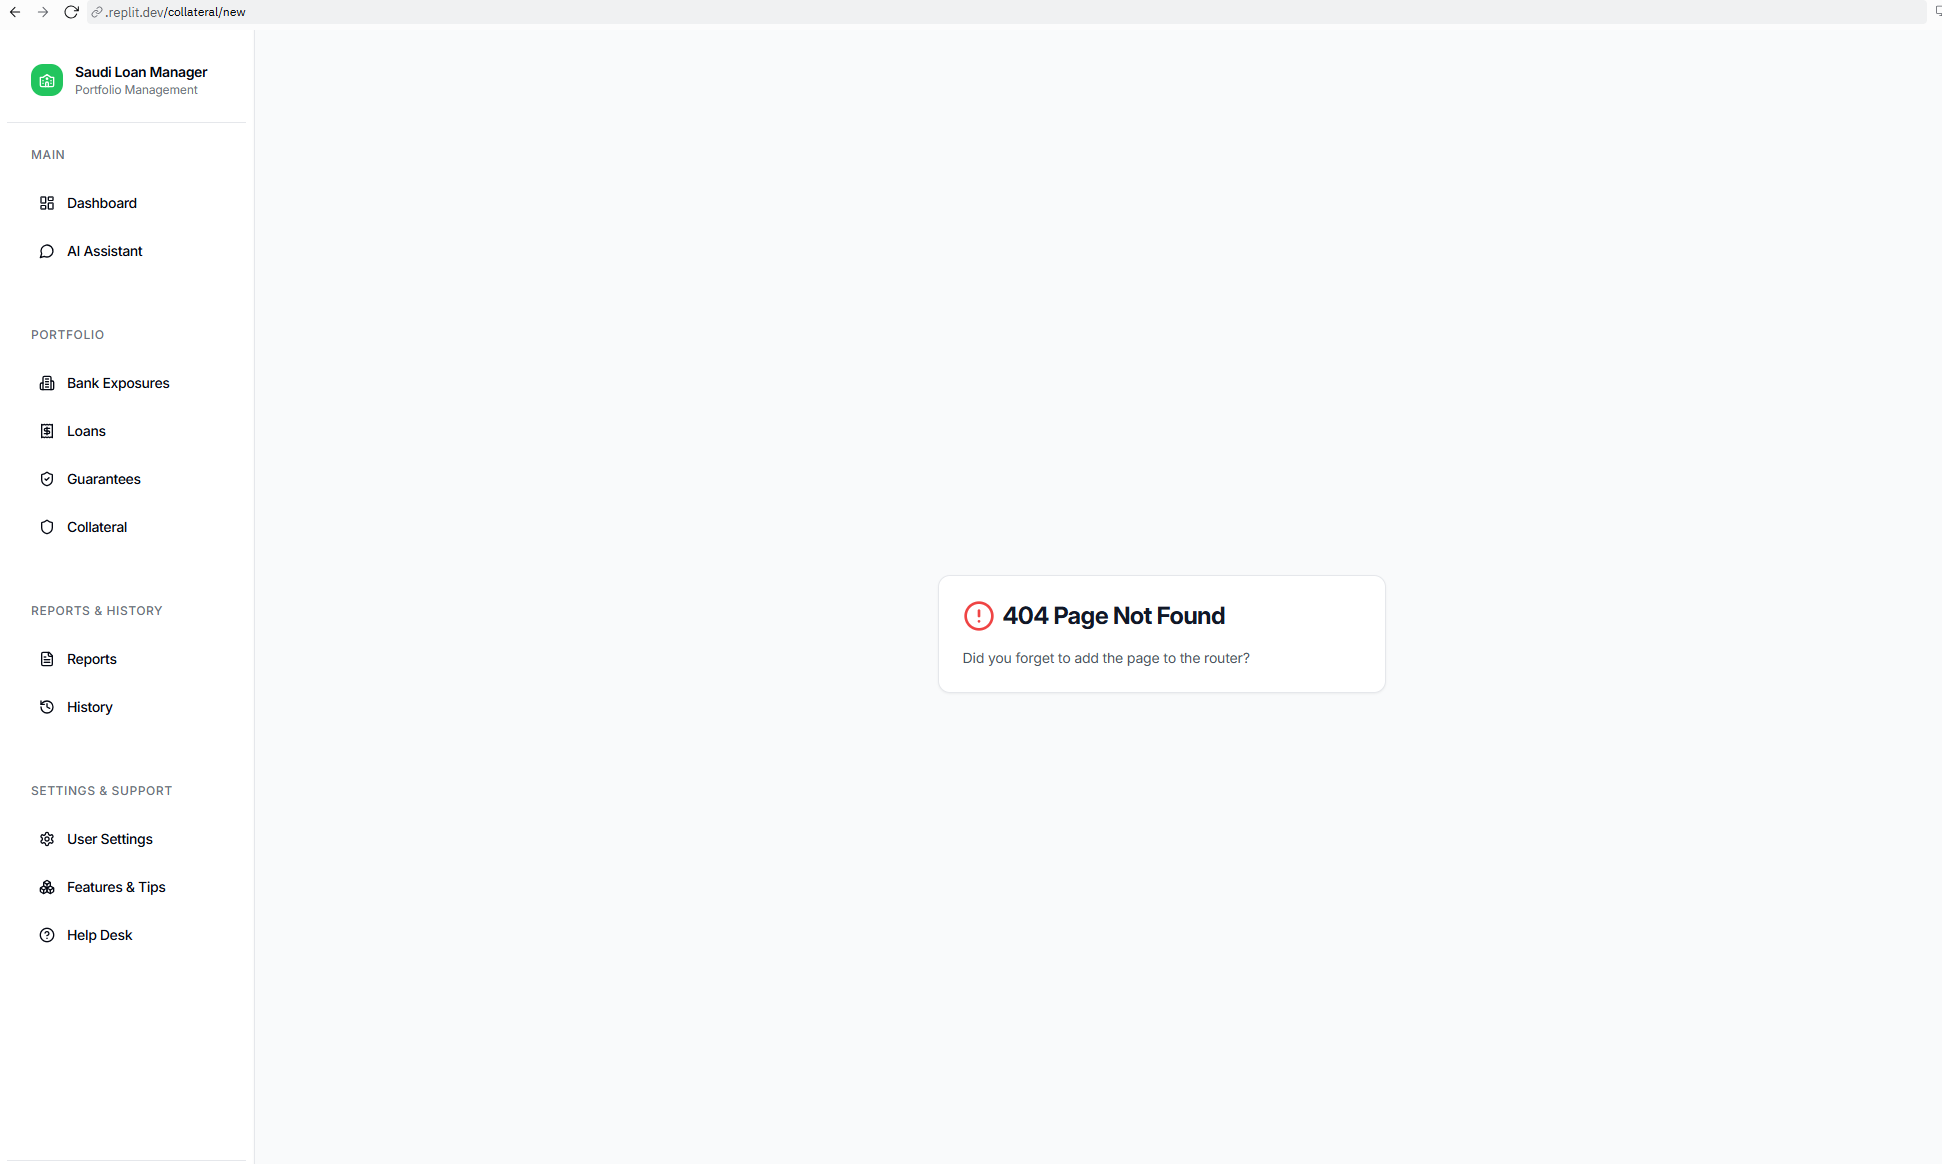 .replit.dev/collateral/new
Saudi Loan Manager
Portfolio Management
MAIN
Dashboard
AI Assistant
PORTFOLIO
Bank Exposures
Loans
Guarantees
Collateral
REPORTS & HISTORY
Reports
History
SETTINGS & SUPPORT
User Settings
Features & Tips
Help Desk
404 Page Not Found
Did you forget to add the page to the router?